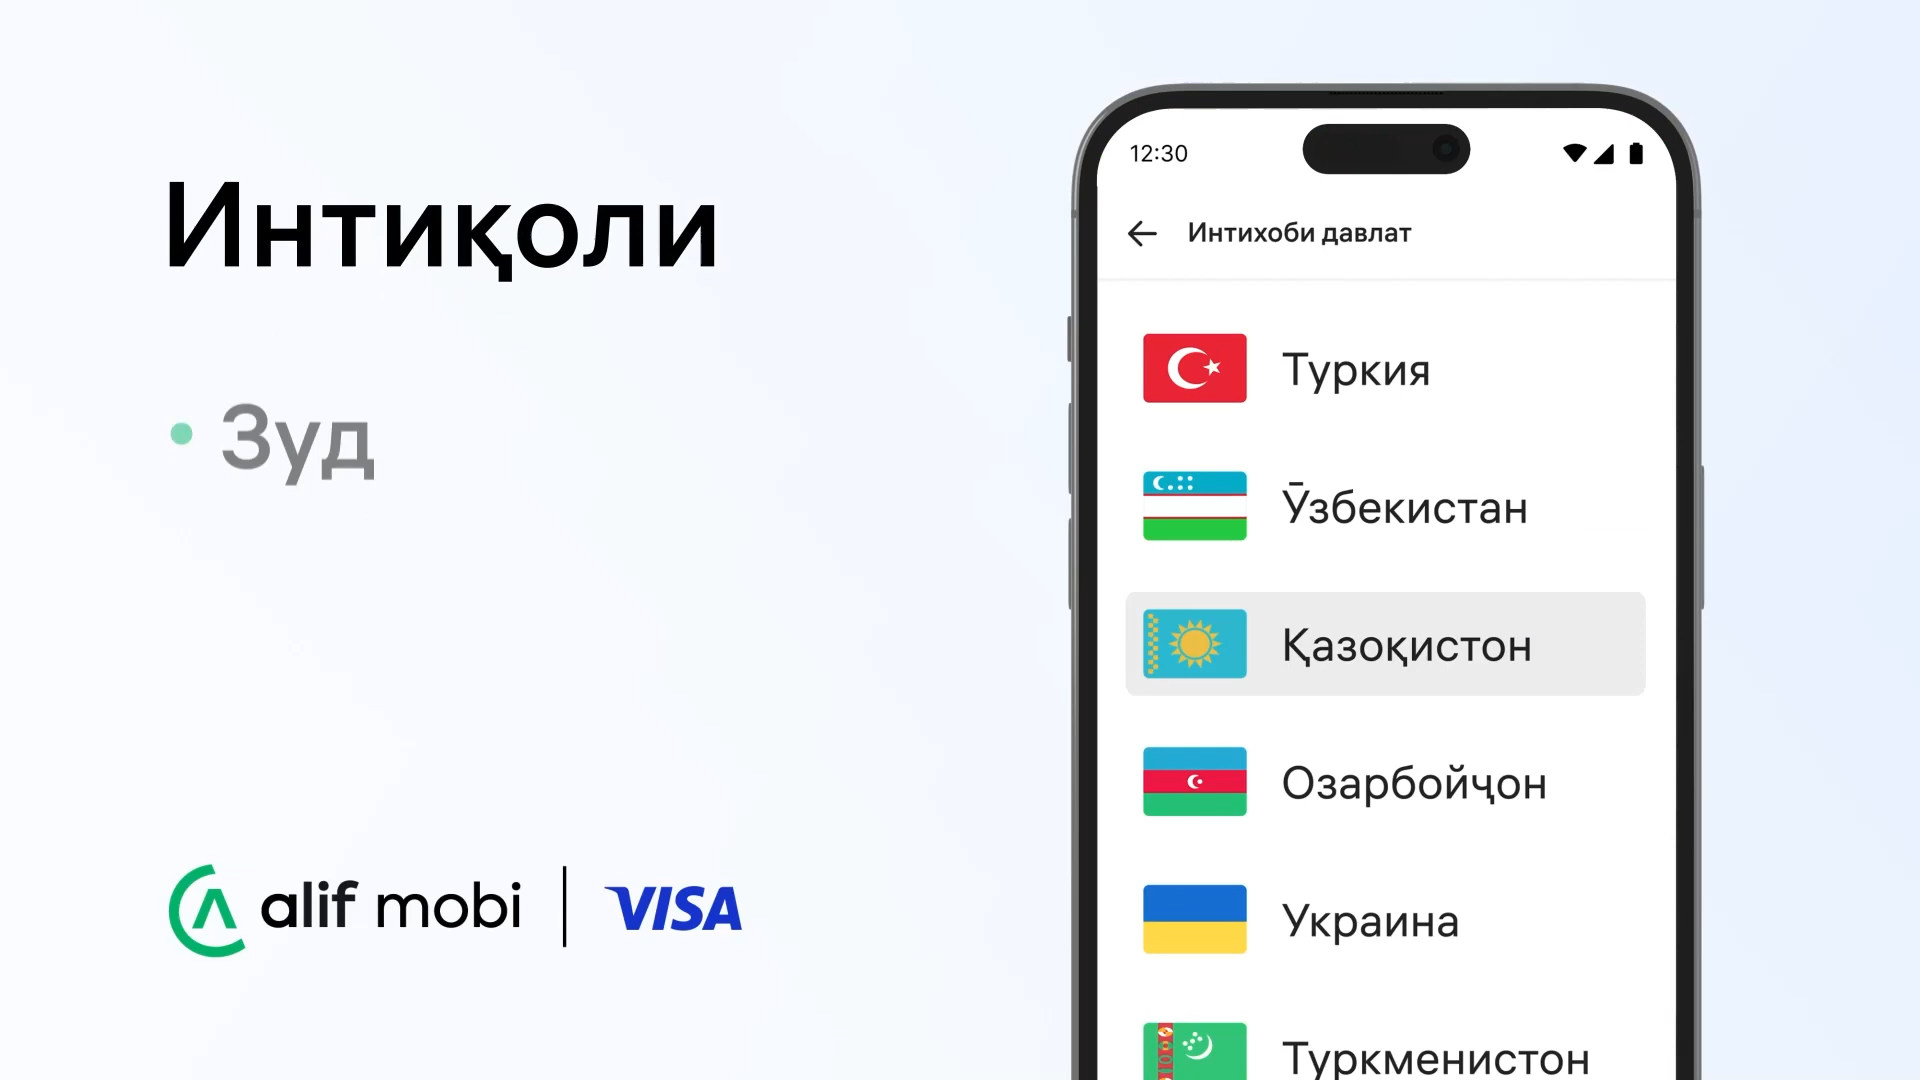 Интиқоли
• Зуд
alif mobi | VISA
12:30
Интихоби давлат
Туркия
Ӯзбекистан
Қазоқистон
Озарбойҷон
Украина
Туркменистон